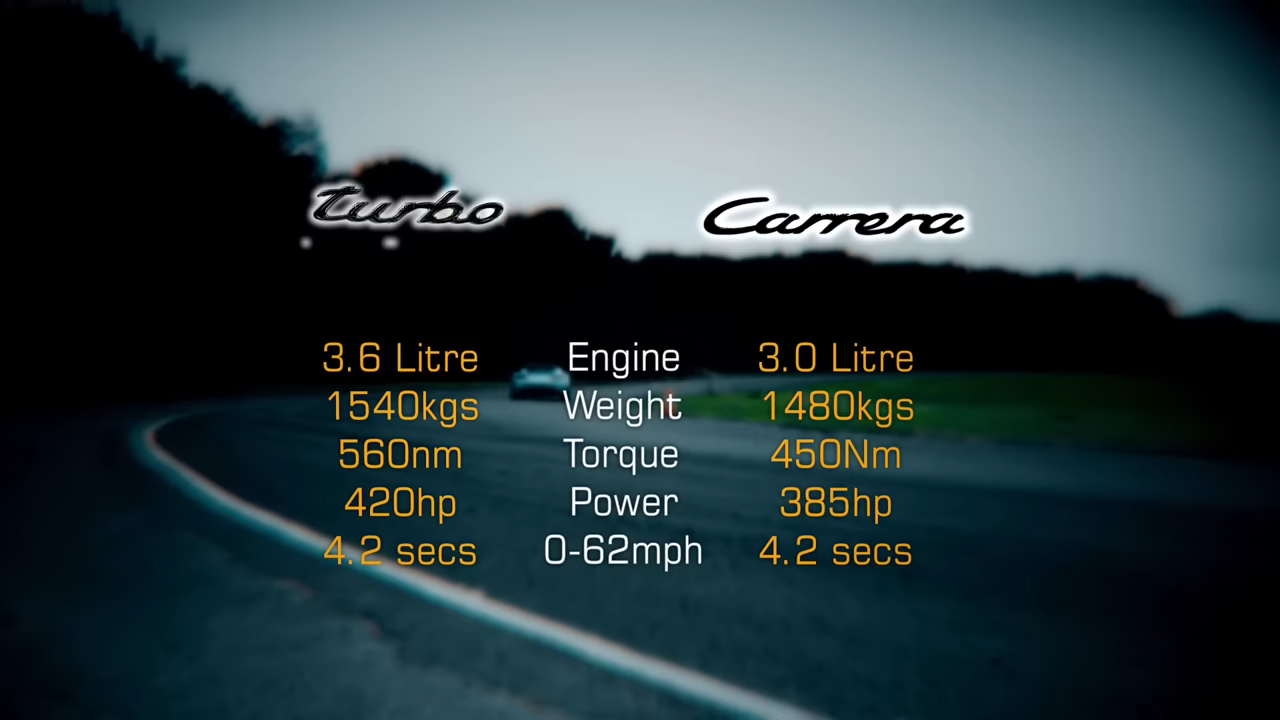 turbo Carrera
3.6 Litre Engine 3.0 Litre
1540kgs Weight 1480kgs
560nm Torque 450Nm
420hp Power 385hp
4.2 secs 0-62mph 4.2 secs